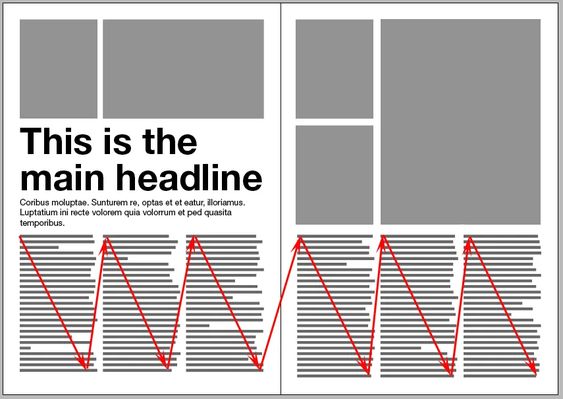 This is the
main headline
Coribus moluptae. Sunturem re, optas et et eatur, illoriamus.
Luptatium ini recte volorem quia volorrum et ped quasita
temporibus.